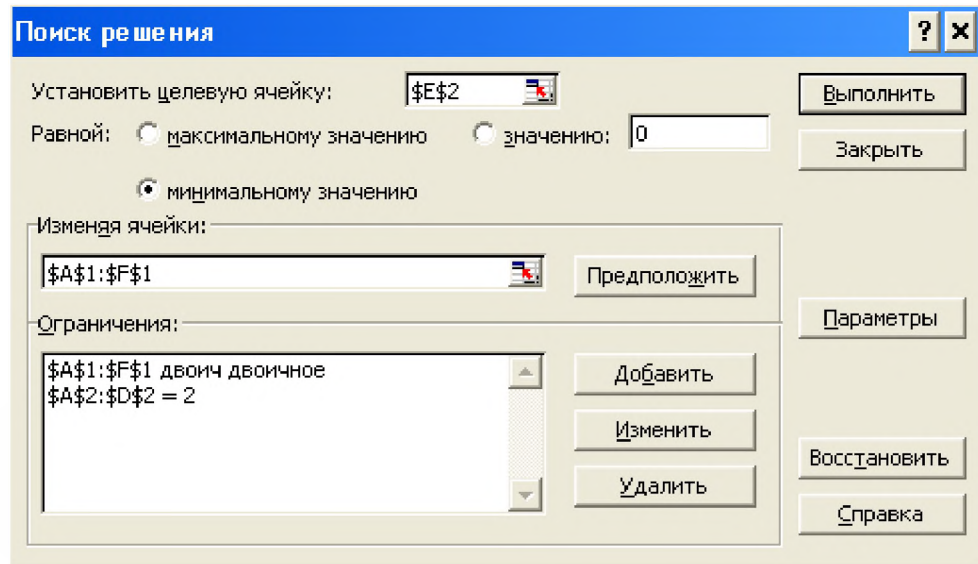 Поиск решения
Установить целевую ячейку: $E$2
Выполнить
Равной: максимальному значению значению: 0
Закрыть
минимальному значению
Изменяя ячейки:
$A$1:$F$1
Предположить
Ограничения:
Параметры
$A$1:$F$1 двоич двоичное
$A$2:$D$2 = 2
Добавить
Изменить
Удалить
Восстановить
Справка